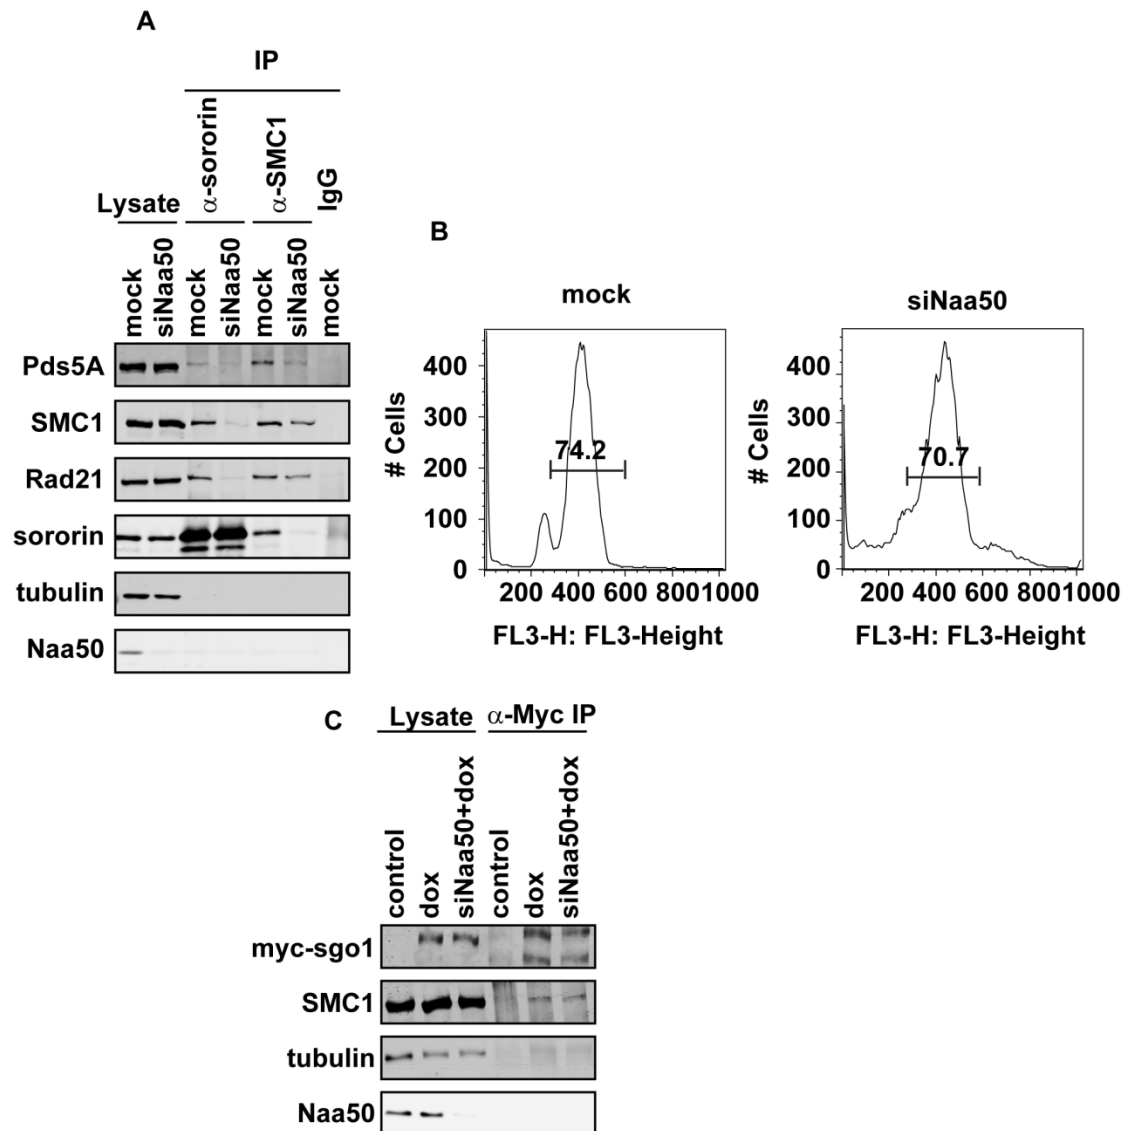 A
IP
Lysate
α-sororin
α-SMC1
IgG
mock
siNaa50
mock
siNaa50
mock
siNaa50
mock
Pds5A
SMC1
Rad21
sororin
tubulin
Naa50
B
mock
# Cells
400
300
200
100
0
74.2
200 400 600 8001000
FL3-H: FL3-Height
siNaa50
# Cells
400
300
200
100
0
70.7
200 400 600 8001000
FL3-H: FL3-Height
C
Lysate α-Myc IP
control
dox
siNaa50+dox
control
dox
siNaa50+dox
myc-sgo1
SMC1
tubulin
Naa50